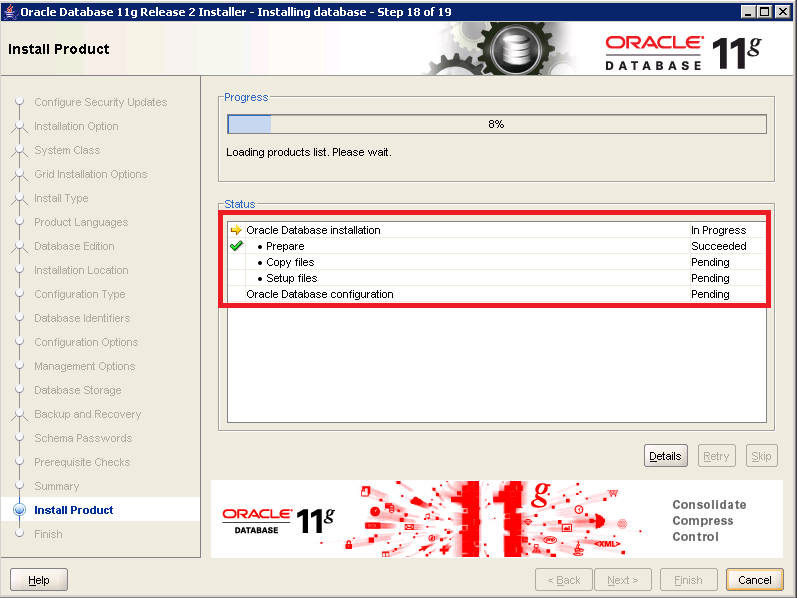 Oracle Database 11g Release 2 Installer - Installing database - Step 18 of 19
Install Product
ORACLE
DATABASE 11g
Configure Security Updates
Installation Option
System Class
Grid Installation Options
Install Type
Product Languages
Database Edition
Installation Location
Configuration Type
Database Identifiers
Configuration Options
Management Options
Database Storage
Backup and Recovery
Schema Passwords
Prerequisite Checks
Summary
Install Product
Finish
Progress
8%
Loading products list. Please wait.
Status
Oracle Database installation In Progress
• Prepare Succeeded
• Copy files Pending
• Setup files Pending
Oracle Database configuration Pending
Details Retry Skip
ORACLE
DATABASE 11g
11g
<XML>
Consolidate
Compress
Control
Help < Back Next > Finish Cancel